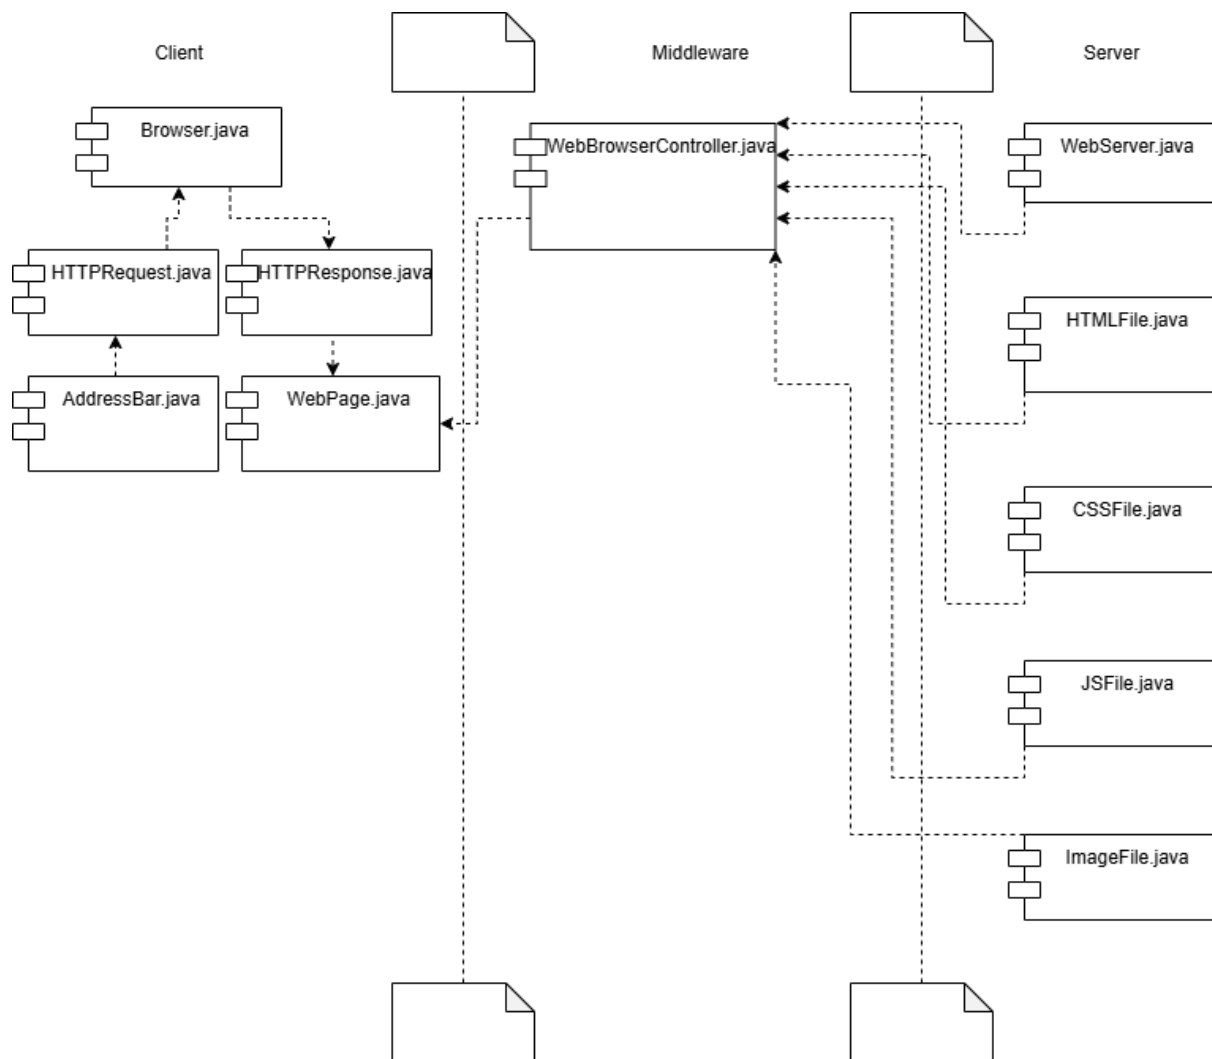 Client
Middleware
Server
Browser.java
WebBrowserController.java
WebServer.java
HTTPRequest.java
HTTPResponse.java
HTMLFile.java
AddressBar.java
WebPage.java
CSSFile.java
JSFile.java
ImageFile.java